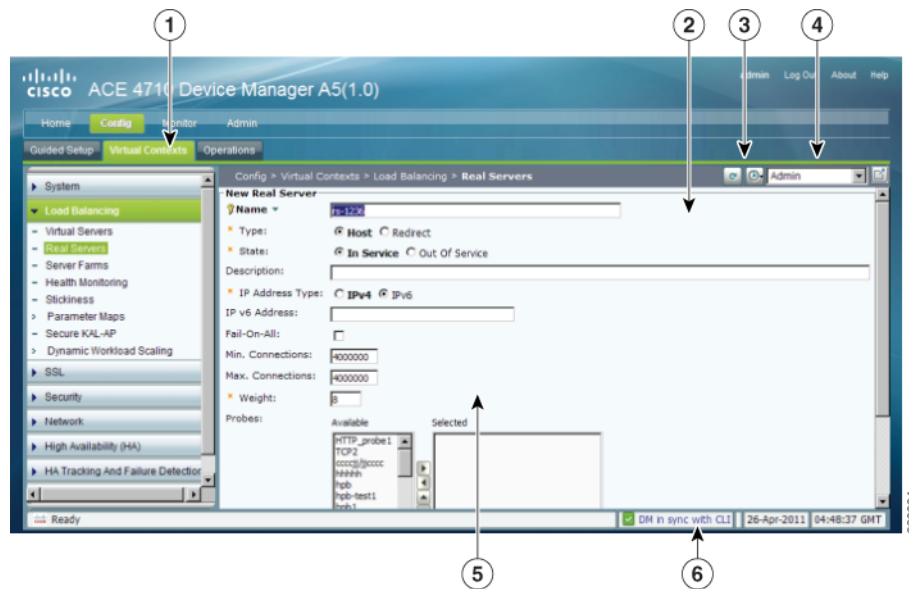 1
2
3
4
cisco ACE 4710 Device Manager A5(1.0)
admin Log Out About Help
Home Config Monitor Admin
Guided Setup Virtual Contexts Operations
Config > Virtual Contexts > Load Balancing > Real Servers
Admin
System
Load Balancing
Virtual Servers
Real Servers
Server Farms
Health Monitoring
Stickiness
Parameter Maps
Secure KAL-AP
Dynamic Workload Scaling
SSL
Security
Network
High Availability (HA)
HA Tracking And Failure Detection
New Real Server
Name rs-1236
* Type: Host Redirect
* State: In Service Out Of Service
Description:
* IP Address Type: IPv4 IPv6
IP v6 Address:
Fail-On-All:
Min. Connections: 4000000
Max. Connections: 4000000
* Weight: 8
Probes: Available Selected
HTTP_probe1
TCP2
hhhhhh
hpb
hpb-test1
hpb1
Ready
DM in sync with CLI 26-Apr-2011 04:48:37 GMT
5
6